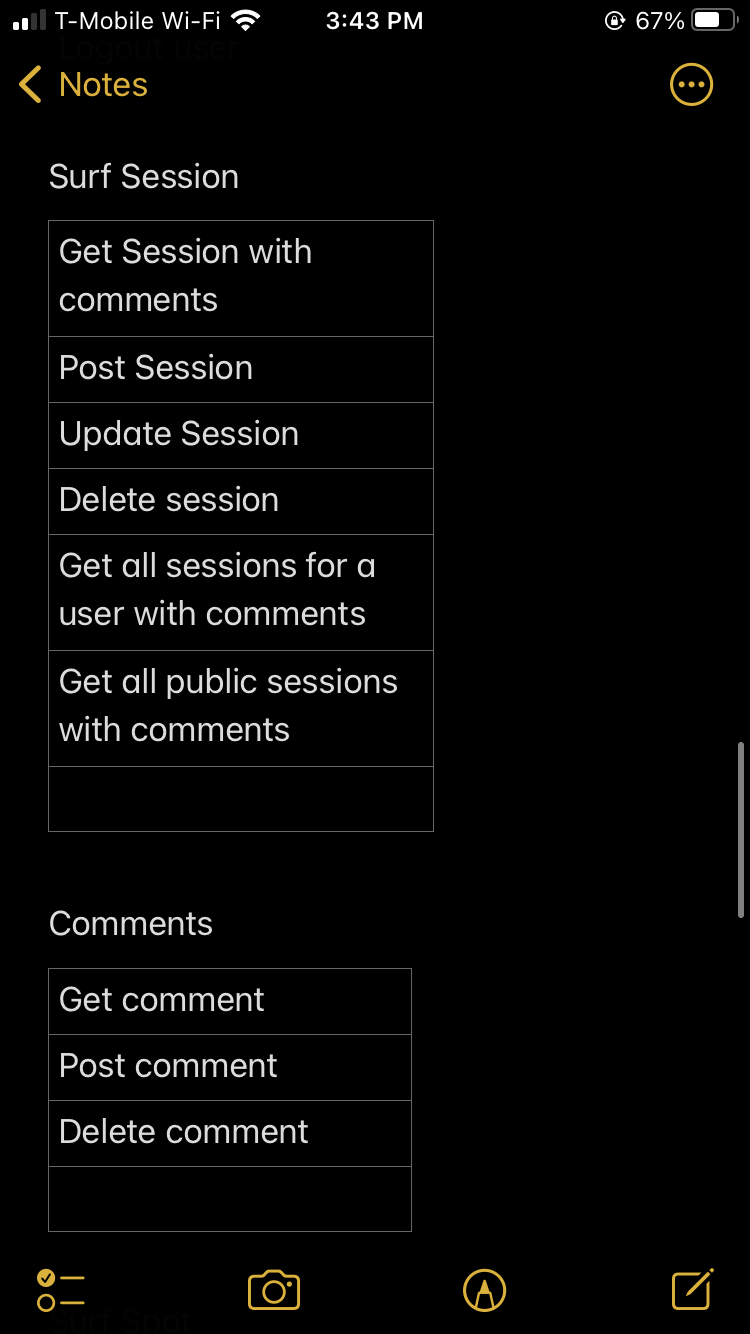 T-Mobile Wi-Fi 3:43 PM 67%
Logout user
Notes
Surf Session
Get Session with
comments
Post Session
Update Session
Delete session
Get all sessions for a
user with comments
Get all public sessions
with comments
Comments
Get comment
Post comment
Delete comment
Surf Spot